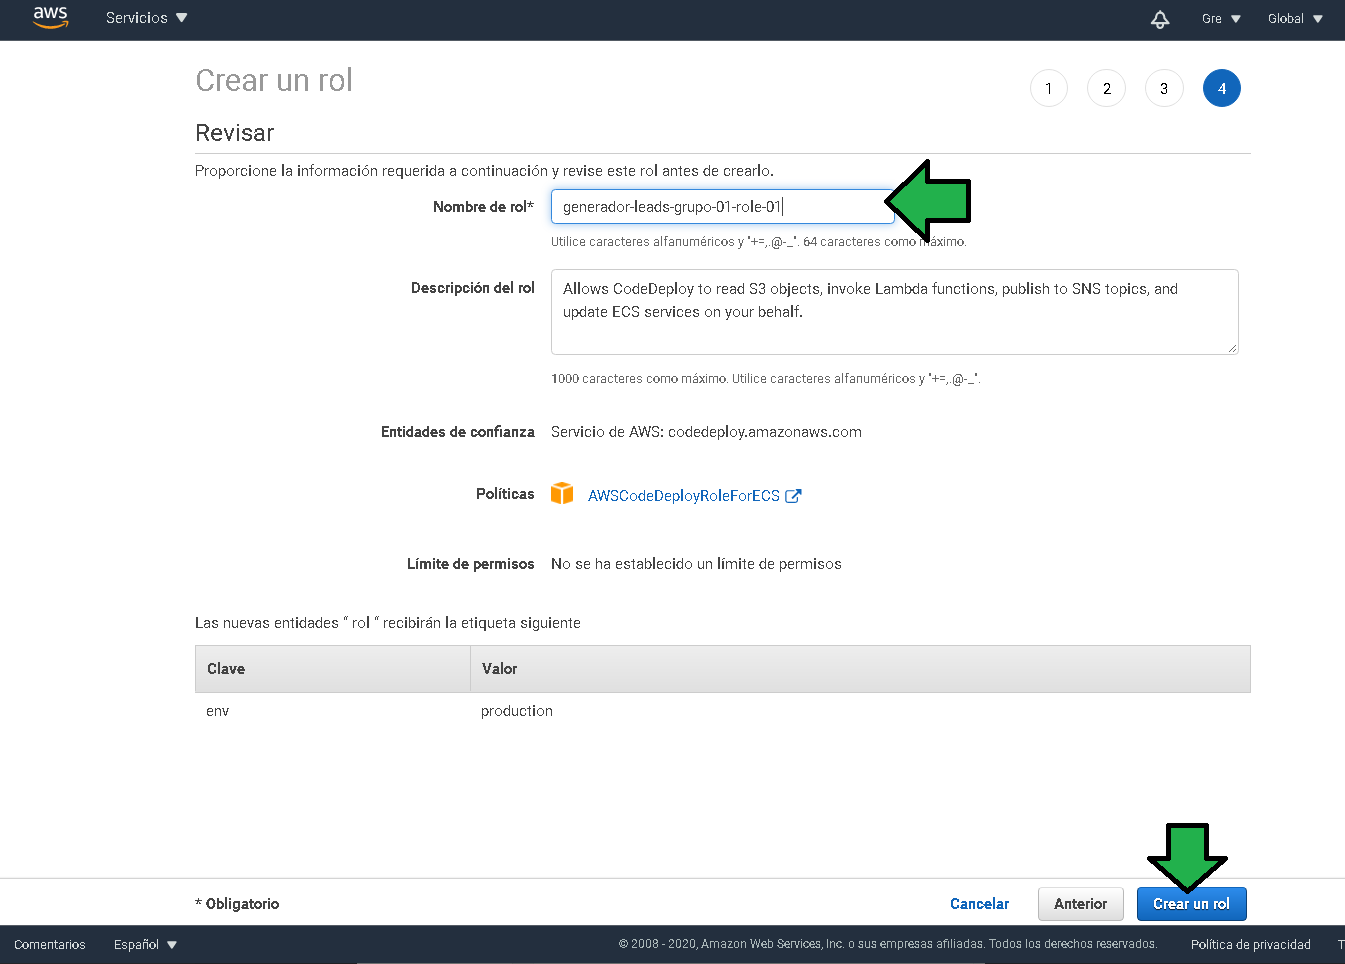 aws Servicios Gre Global
Crear un rol
1 2 3 4
Revisar
Proporcione la información requerida a continuación y revise este rol antes de crearlo.
Nombre de rol* generador-leads-grupo-01-role-01
Utilice caracteres alfanuméricos y "+=,.@-_". 64 caracteres como máximo.
Descripción del rol Allows CodeDeploy to read S3 objects, invoke Lambda functions, publish to SNS topics, and
update ECS services on your behalf.
1000 caracteres como máximo. Utilice caracteres alfanuméricos y "+=,.@-_".
Entidades de confianza Servicio de AWS: codedeploy.amazonaws.com
Políticas AWSCodeDeployRoleForECS
Límite de permisos No se ha establecido un límite de permisos
Las nuevas entidades “ rol “ recibirán la etiqueta siguiente
Clave Valor
env production
* Obligatorio Cancelar Anterior Crear un rol
Comentarios Español © 2008 - 2020, Amazon Web Services, Inc. o sus empresas afiliadas. Todos los derechos reservados. Política de privacidad T